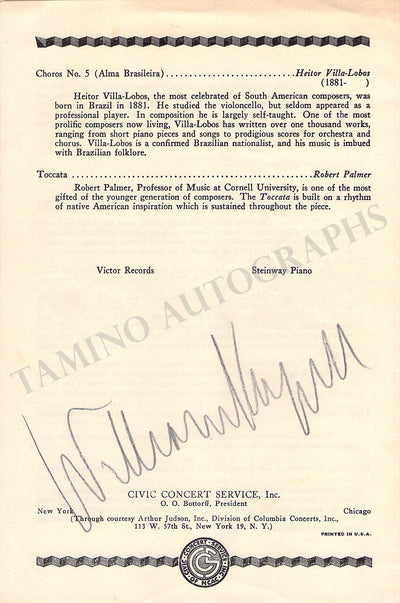 Choros No. 5 (Alma Brasileira) ..............................Heitor Villa-Lobos
(1881-      )
Heitor Villa-Lobos, the most celebrated of South American composers, was
born in Brazil in 1881. He studied the violoncello, but seldom appeared as a
professional player. In composition he is largely self-taught. One of the most
prolific composers now living, Villa-Lobos has written over one thousand works,
ranging from short piano pieces and songs to prodigious scores for orchestra and
chorus. Villa-Lobos is a confirmed Brazilian nationalist, and his music is imbued
with Brazilian folklore.
Toccata ..........................................................Robert Palmer
Robert Palmer, Professor of Music at Cornell University, is one of the most
gifted of the younger generation of composers. The Toccata is built on a rhythm
of native American inspiration which is sustained throughout the piece.
Victor Records Steinway Piano
TAMINO AUTOGRAPHS
William Kapell
CIVIC CONCERT SERVICE, Inc.
O. O. Bottorff, President
New York Chicago
(Through courtesy Arthur Judson, Inc., Division of Columbia Concerts, Inc.,
113 W. 57th St., New York 19, N. Y.)
PRINTED IN U.S.A.